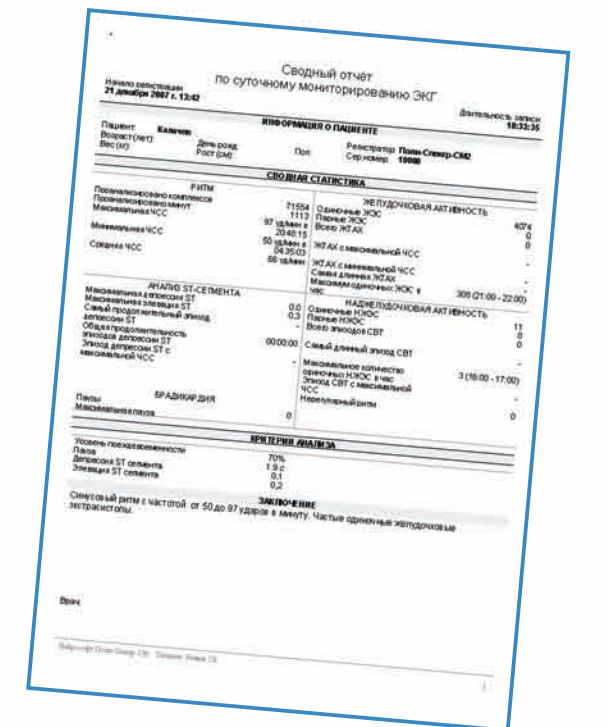 Сводный отчёт
по суточному мониторированию ЭКГ
Начало регистрации
21 декабря 2007 г. 13:42
Длительность записи
18:33:35
ИНФОРМАЦИЯ О ПАЦИЕНТЕ
Пациент:
Возраст (лет):
Вес (кг):
День рожд.
Рост (см):
Пол:
Регистратор: Поли-Спектр-СМ2
Сер.номер: 10000
СВОДНАЯ СТАТИСТИКА
РИТМ
Проанализировано комплексов 71554
Проанализировано минут 1113
Максимальная ЧСС 97 уд/мин в
20:48:15
Минимальная ЧСС 50 уд/мин в
04:35:03
Средняя ЧСС 66 уд/мин
ЖЕЛУДОЧКОВАЯ АКТИВНОСТЬ
Одиночные ЖЭС 4074
Парные ЖЭС 0
Всего ЖТАХ 0
ЖТАХ с максимальной ЧСС -
ЖТАХ с минимальной ЧСС -
Самая длинная ЖТАХ -
Максимум одиночных ЖЭС в
час 306 (21:00 - 22:00)
АНАЛИЗ ST-СЕГМЕНТА
Максимальная депрессия ST 0.0
Максимальная элевация ST 0,3
Самый продолжительный эпизод
депрессии ST -
Общая продолжительность
эпизодов депрессии ST 00:00:00
Эпизод депрессии ST с
максимальной ЧСС -
НАДЖЕЛУДОЧКОВАЯ АКТИВНОСТЬ
Одиночные НЖЭС 11
Парные НЖЭС 0
Всего эпизодов СВТ 0
Самый длинный эпизод СВТ -
Максимальное количество
одиночных НЖЭС в час 3 (16:00 - 17:00)
Эпизод СВТ с максимальной
ЧСС -
Нерегулярный ритм 0
БРАДИКАРДИЯ
Паузы
Максимальная пауза 0
КРИТЕРИИ АНАЛИЗА
Уровень преждевременности 70%
Пауза 1.9 с
Депрессия ST сегмента 0,1
Элевация ST сегмента 0,2
ЗАКЛЮЧЕНИЕ
Синусовый ритм с частотой от 50 до 97 ударов в минуту. Частые одиночные желудочковые
экстрасистолы.
Врач: